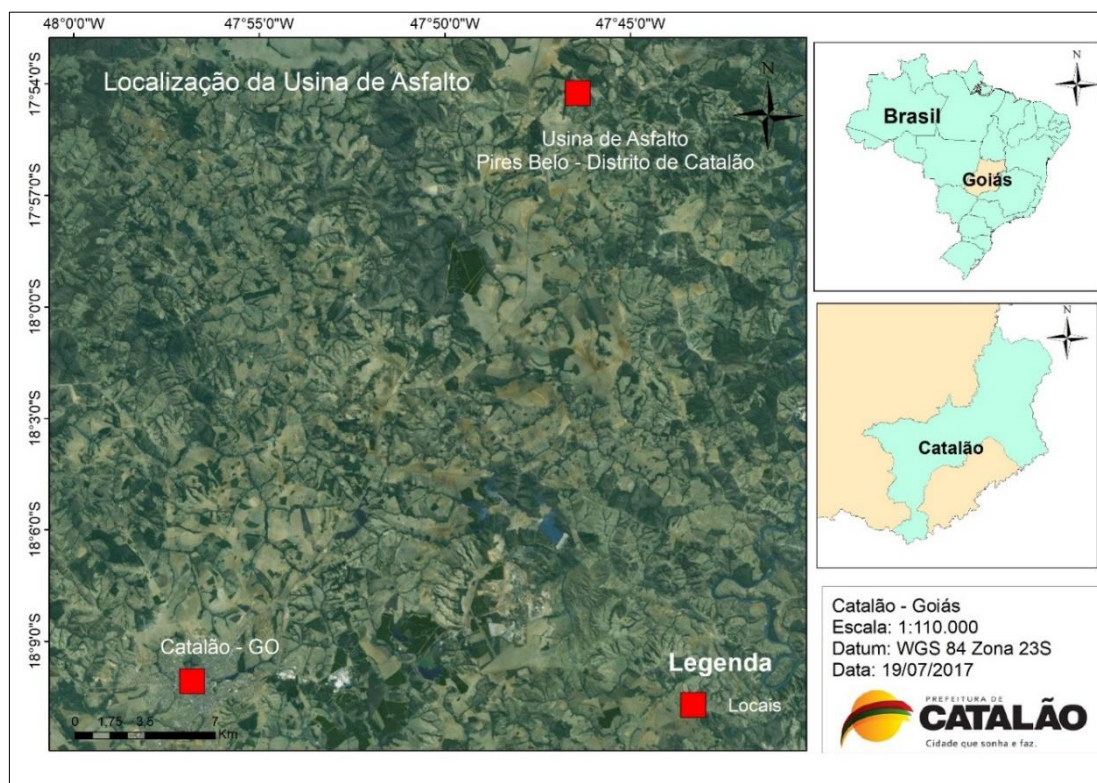 48°0'0"W
47°55'0"W
47°50'0"W
47°45'0"W
17°54'0"S
17°57'0"S
18°0'0"S
18°3'0"S
18°6'0"S
18°9'0"S
Localização da Usina de Asfalto
N
Usina de Asfalto
Pires Belo - Distrito de Catalão
Catalão - GO
0 1,75 3,5 7
Km
Legenda
Locais
N
Brasil
Goiás
N
Catalão
Catalão - Goiás
Escala: 1:110.000
Datum: WGS 84 Zona 23S
Data: 19/07/2017
PREFEITURA DE
CATALÃO
Cidade que sonha e faz.